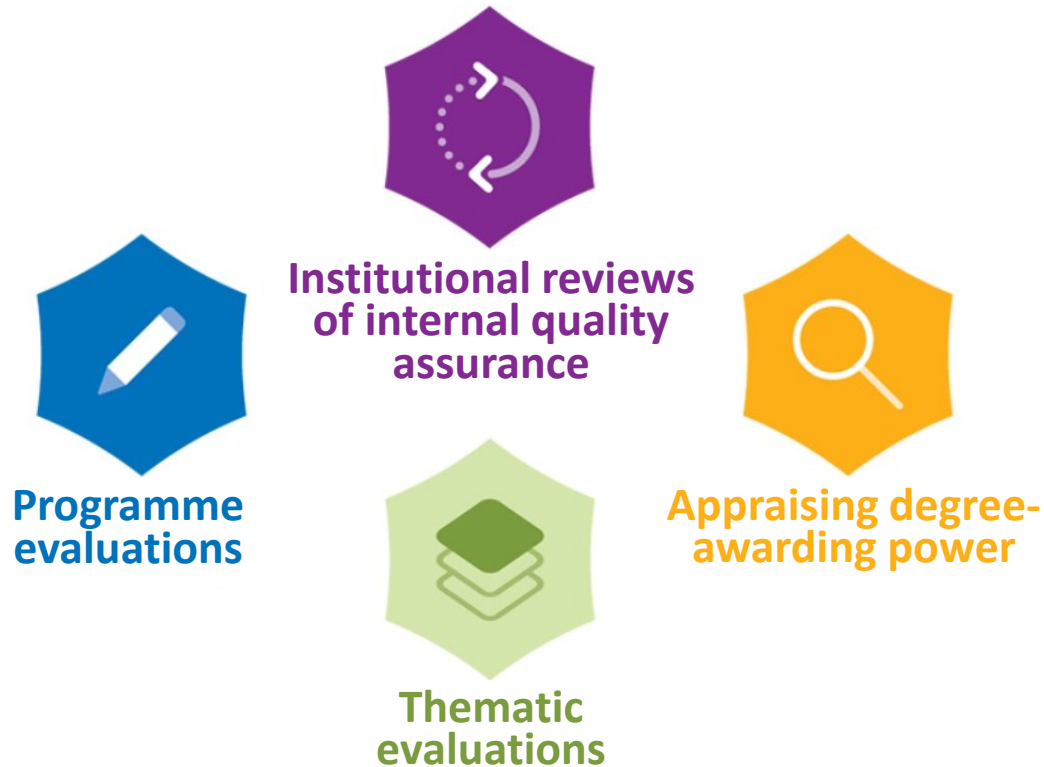 Institutional reviews
of internal quality
assurance
Programme
evaluations
Appraising degree-
awarding power
Thematic
evaluations